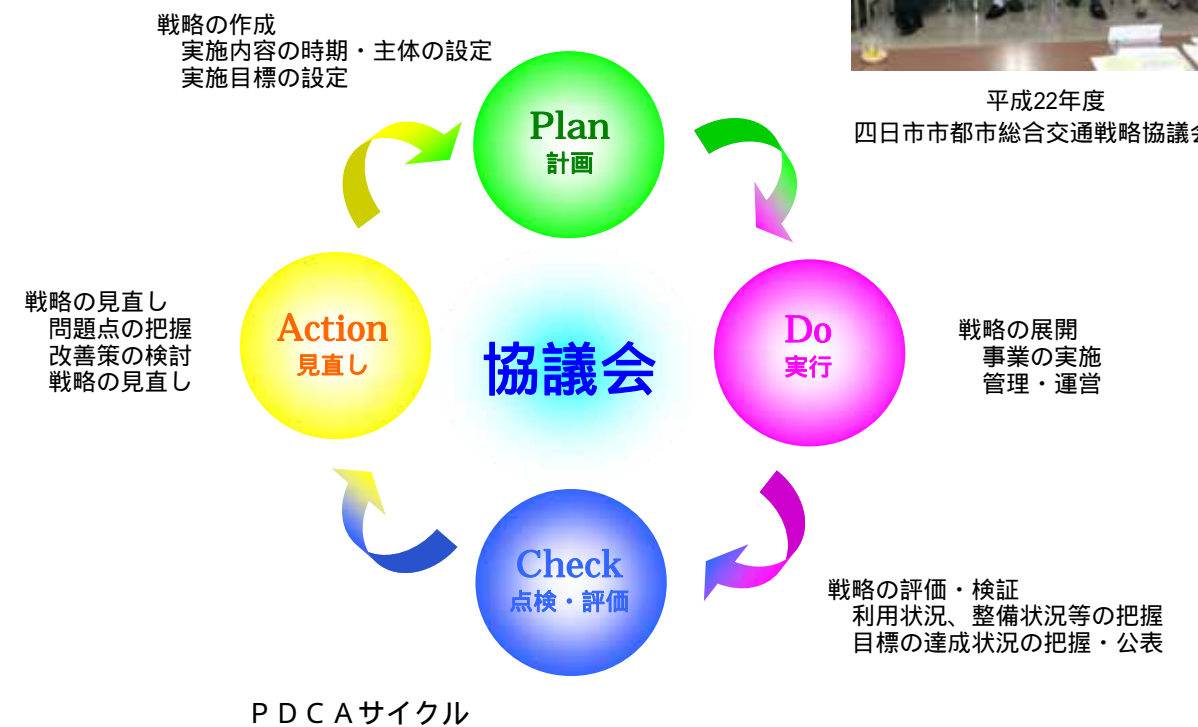 戦略の作成
実施内容の時期・主体の設定
実施目標の設定
平成22年度
四日市市都市総合交通戦略協議会
Plan
計画
戦略の見直し
問題点の把握
改善策の検討
戦略の見直し
Action
見直し
協議会
Do
実行
戦略の展開
事業の実施
管理・運営
Check
点検・評価
戦略の評価・検証
利用状況、整備状況等の把握
目標の達成状況の把握・公表
ＰＤＣＡサイクル